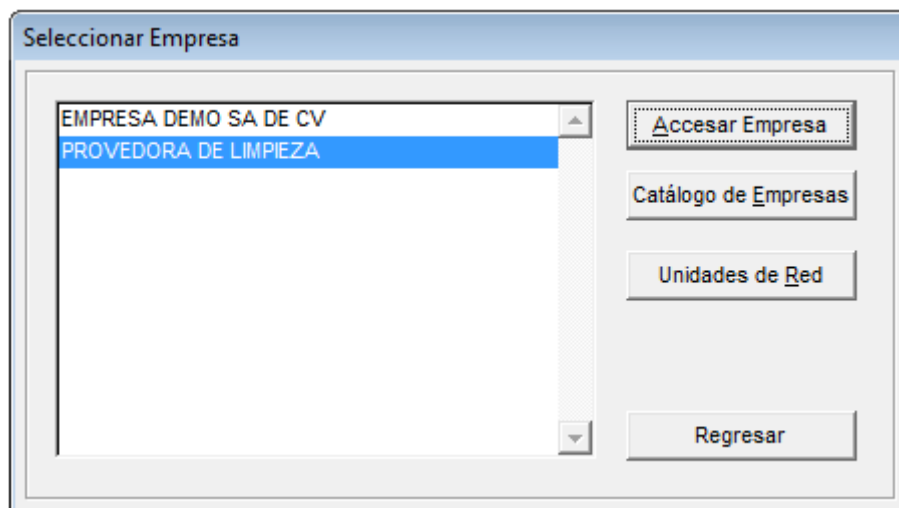 Seleccionar Empresa
EMPRESA DEMO SA DE CV
PROVEDORA DE LIMPIEZA
Accesar Empresa
Catálogo de Empresas
Unidades de Red
Regresar